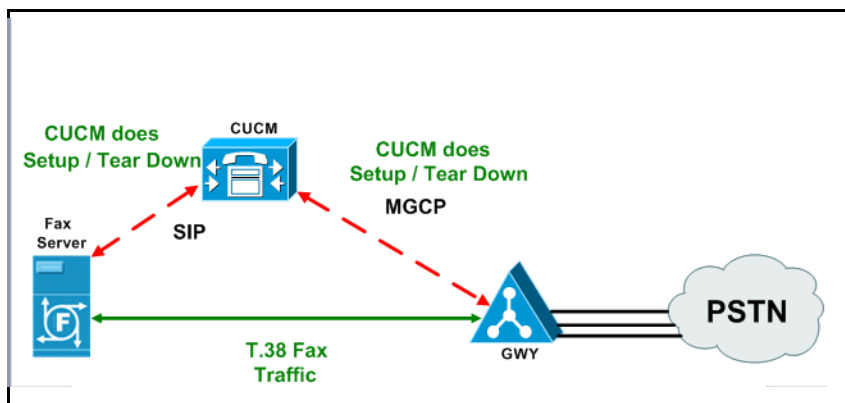 CUCM does
Setup / Tear Down
CUCM
CUCM does
Setup / Tear Down
MGCP
SIP
Fax
Server
F
PSTN
T.38 Fax
Traffic
GWY